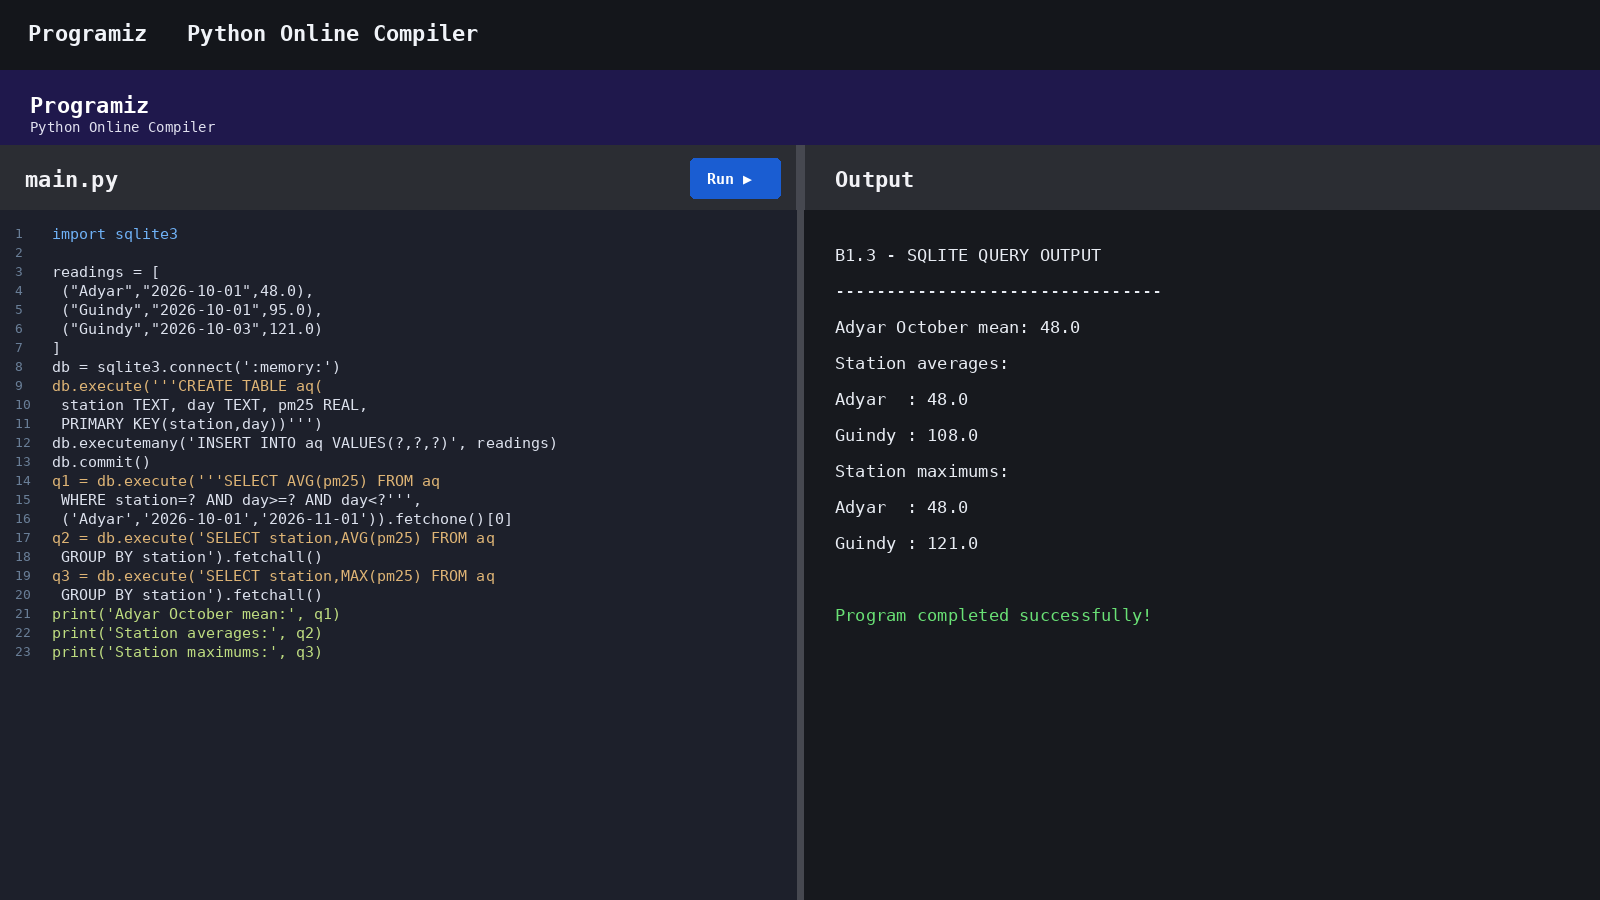 Programiz   Python Online Compiler
Programiz
Python Online Compiler
main.py
Run ▶
1 import sqlite3
2
3 readings = [
4  ("Adyar","2026-10-01",48.0),
5  ("Guindy","2026-10-01",95.0),
6  ("Guindy","2026-10-03",121.0)
7 ]
8 db = sqlite3.connect(':memory:')
9 db.execute('''CREATE TABLE aq(
10  station TEXT, day TEXT, pm25 REAL,
11  PRIMARY KEY(station,day))''')
12 db.executemany('INSERT INTO aq VALUES(?,?,?)', readings)
13 db.commit()
14 q1 = db.execute('''SELECT AVG(pm25) FROM aq
15  WHERE station=? AND day>=? AND day<?''',
16  ('Adyar','2026-10-01','2026-11-01')).fetchone()[0]
17 q2 = db.execute('SELECT station,AVG(pm25) FROM aq
18  GROUP BY station').fetchall()
19 q3 = db.execute('SELECT station,MAX(pm25) FROM aq
20  GROUP BY station').fetchall()
21 print('Adyar October mean:', q1)
22 print('Station averages:', q2)
23 print('Station maximums:', q3)
Output
B1.3 - SQLITE QUERY OUTPUT
--------------------------------
Adyar October mean: 48.0
Station averages:
Adyar  : 48.0
Guindy : 108.0
Station maximums:
Adyar  : 48.0
Guindy : 121.0
Program completed successfully!